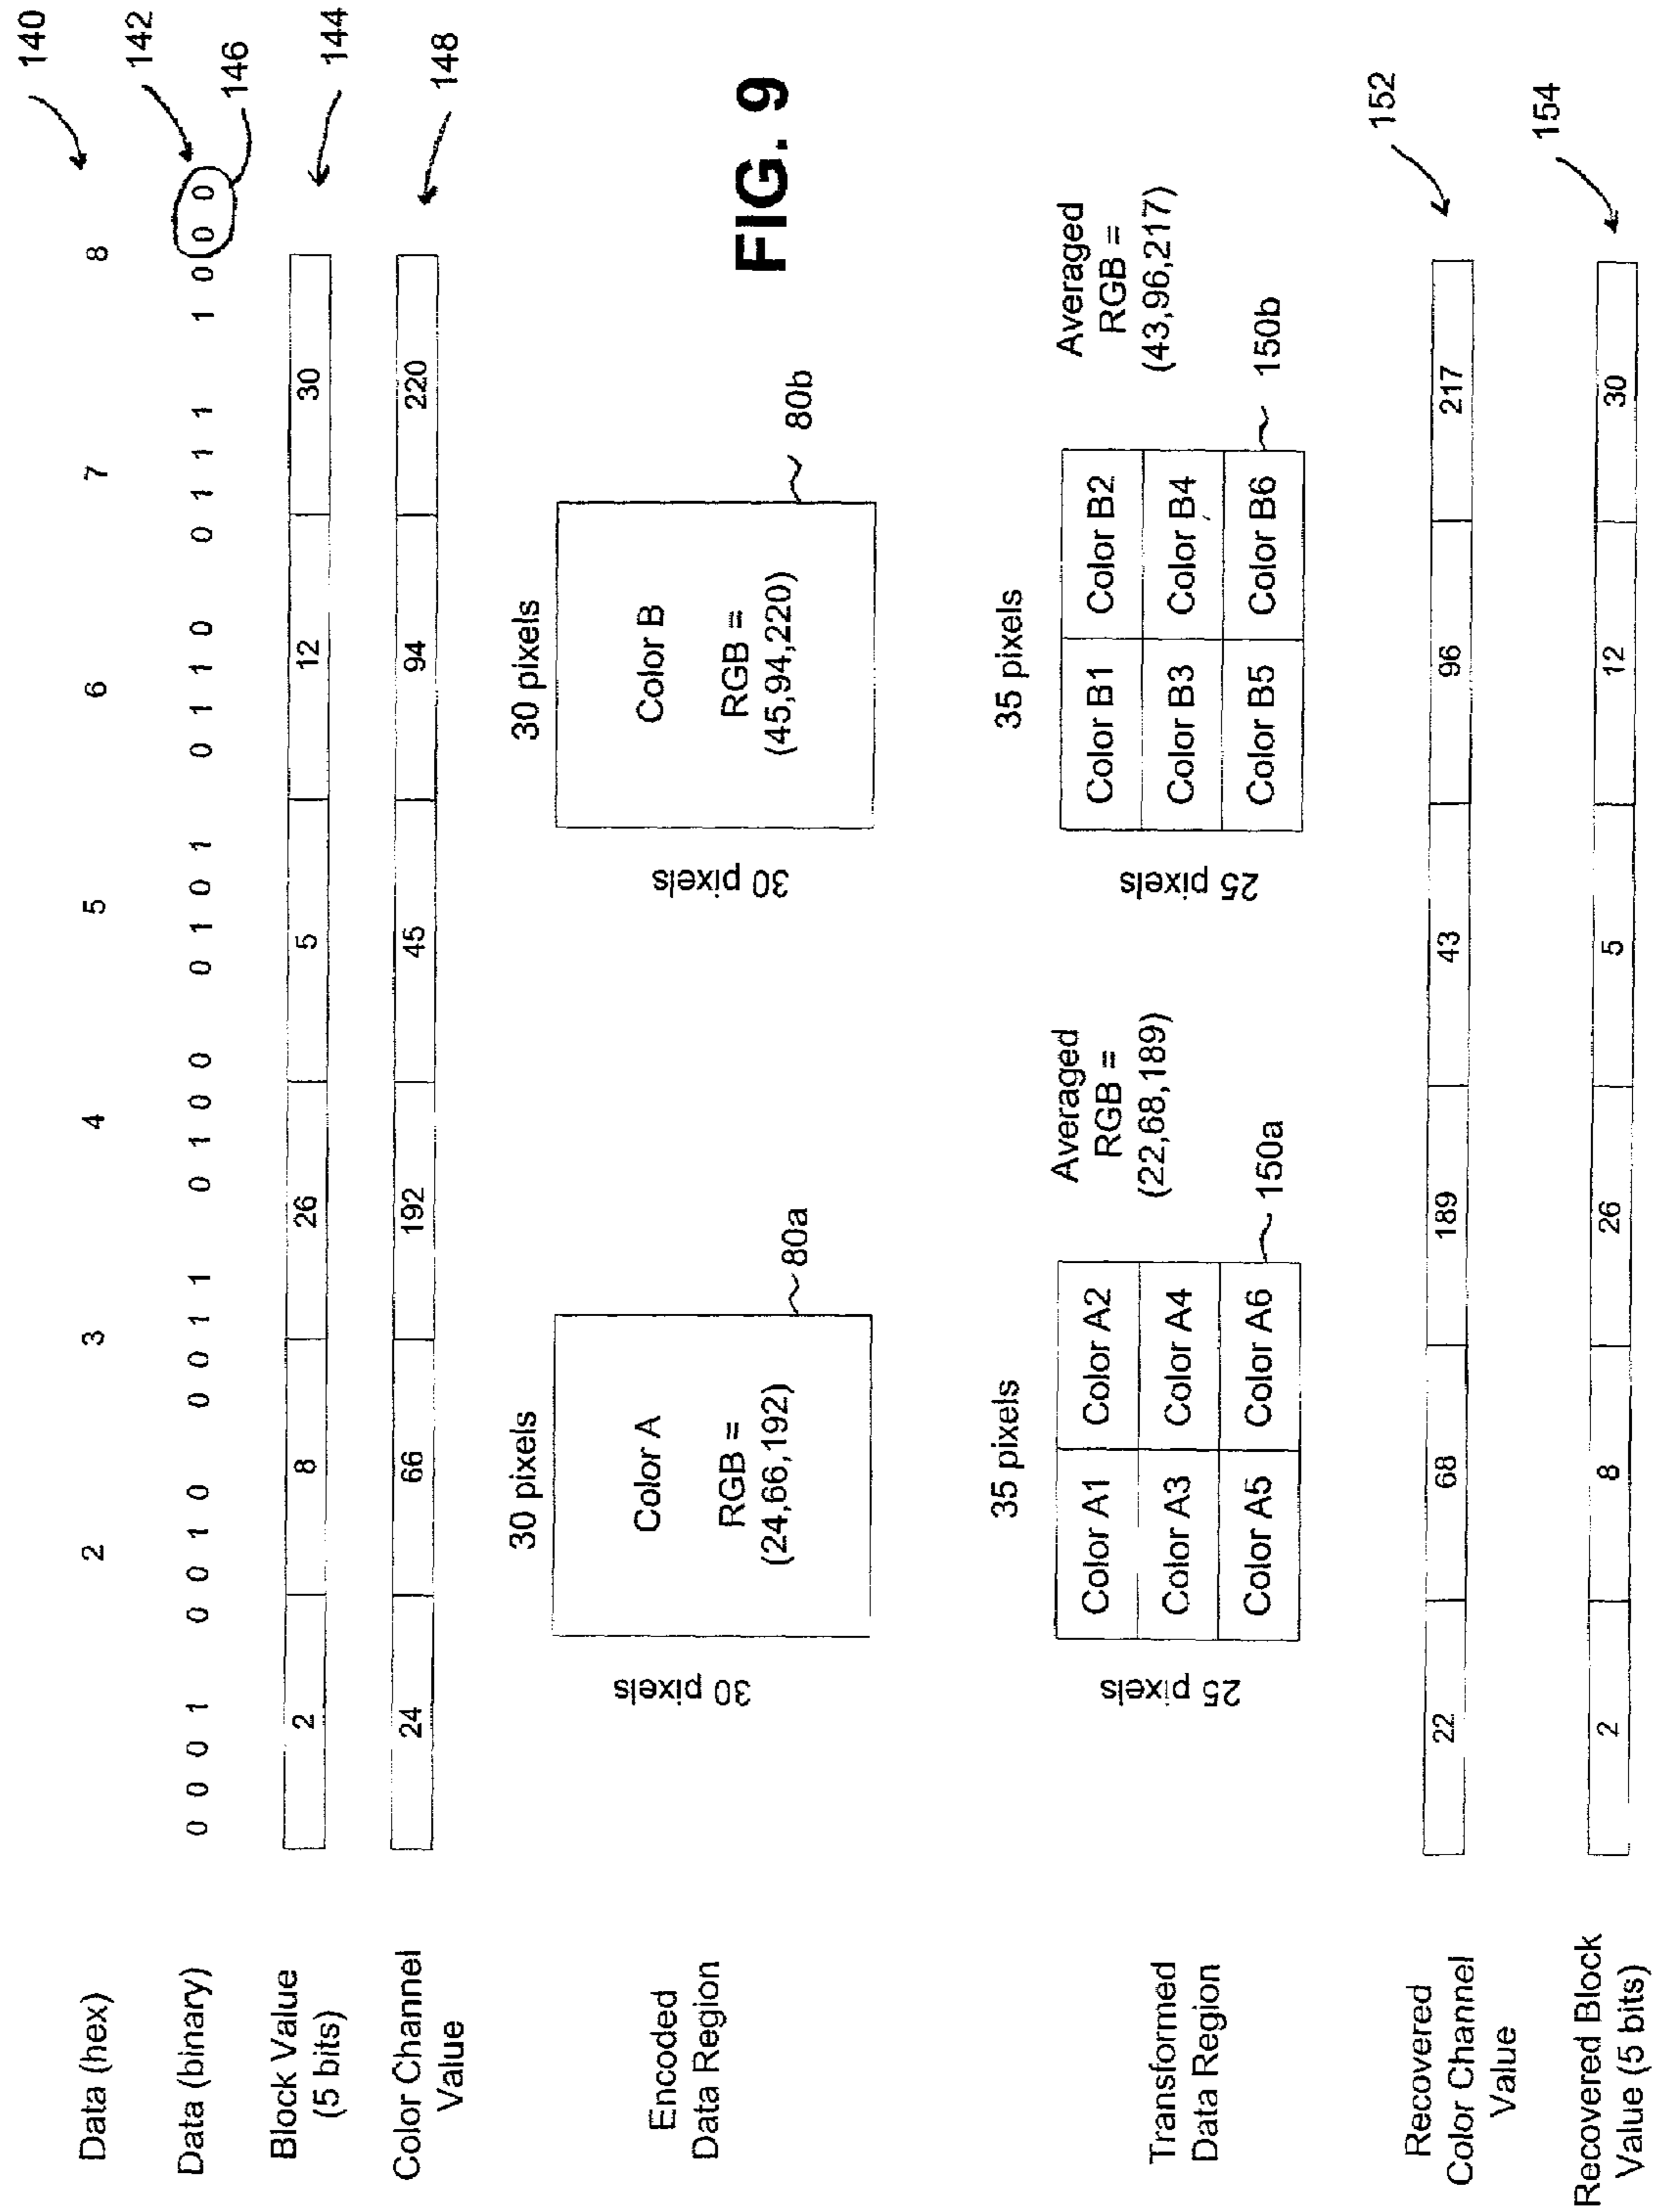 140
Data (hex) 2 3 4 5 6 7 8
142
Data (binary) 0 0 0 1 0 0 1 0 0 0 1 1 0 1 0 0 0 1 0 1 0 1 1 0 0 1 1 1 1 0 0 0
146
Block Value
(5 bits)
2 8 26 5 12 30
144
Color Channel
Value
24 66 192 45 94 220
148
Encoded
Data Region
30 pixels
30 pixels
Color A
RGB =
(24,66,192)
80a
30 pixels
30 pixels
Color B
RGB =
(45,94,220)
80b
FIG. 9
Transformed
Data Region
35 pixels
25 pixels
Color A1 Color A2
Color A3 Color A4
Color A5 Color A6
Averaged
RGB =
(22,68,189)
150a
35 pixels
25 pixels
Color B1 Color B2
Color B3 Color B4
Color B5 Color B6
Averaged
RGB =
(43,96,217)
150b
Recovered
Color Channel
Value
22 68 189 43 96 217
152
Recovered Block
Value (5 bits)
2 8 26 5 12 30
154